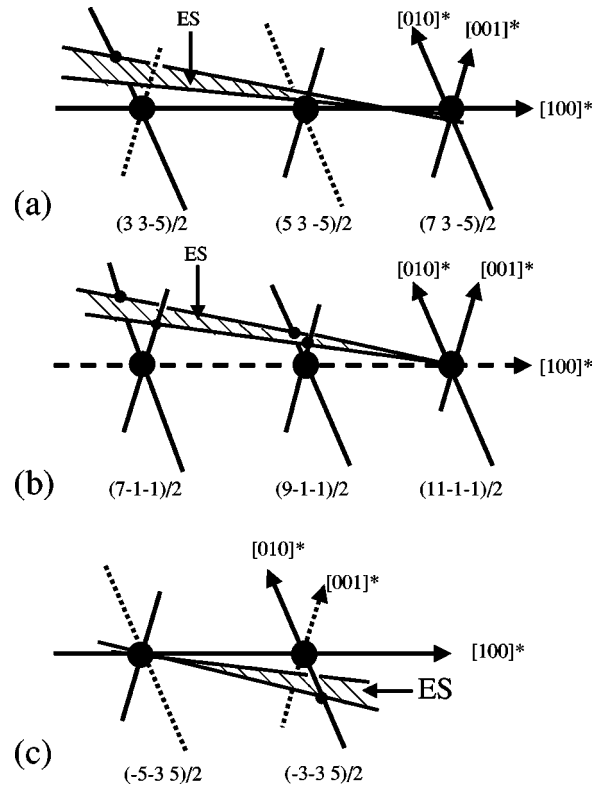 ES
[010]*
[001]*
[100]*
(a)
(3 3-5)/2
(5 3 -5)/2
(7 3 -5)/2
ES
[010]*
[001]*
[100]*
(b)
(7-1-1)/2
(9-1-1)/2
(11-1-1)/2
[010]*
[001]*
[100]*
ES
(c)
(-5-3 5)/2
(-3-3 5)/2